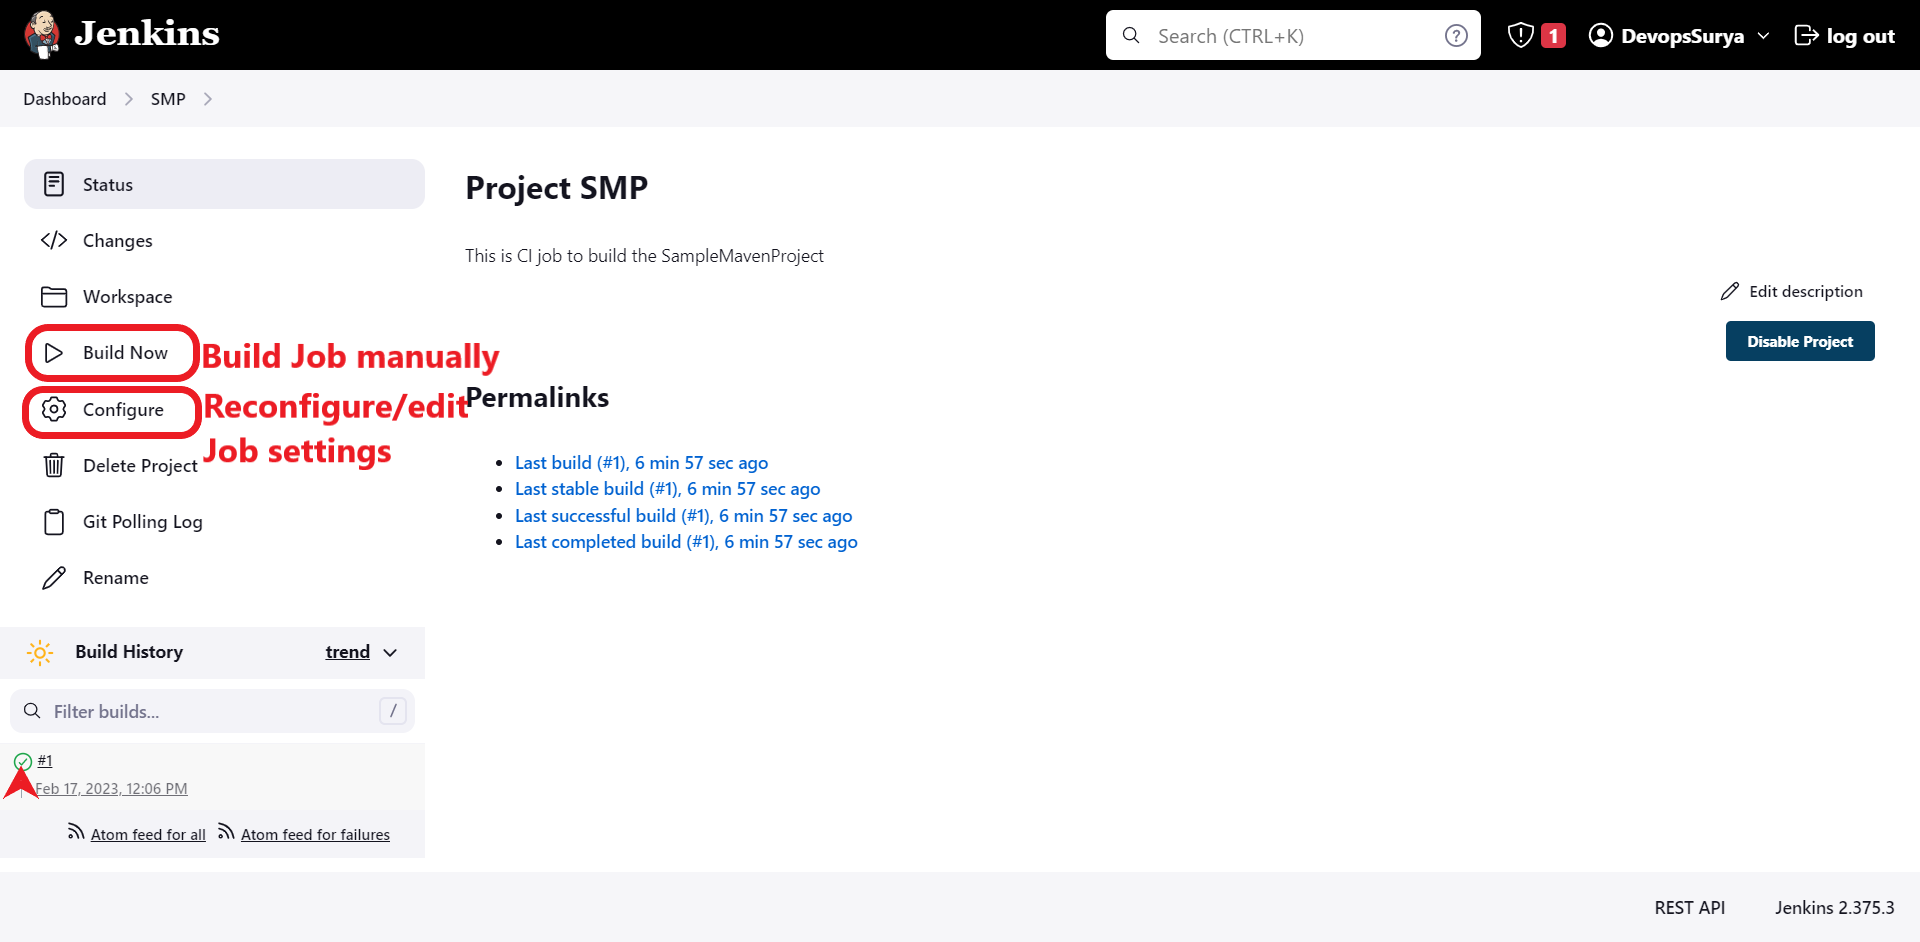 Jenkins
Search (CTRL+K)
?
1
DevopsSurya
log out
Dashboard
SMP
Status
Changes
Workspace
Build Now
Configure
Delete Project
Git Polling Log
Rename
Build Job manually
Reconfigure/edit
Job settings
Project SMP
This is CI job to build the SampleMavenProject
Edit description
Disable Project
Permalinks
Last build (#1), 6 min 57 sec ago
Last stable build (#1), 6 min 57 sec ago
Last successful build (#1), 6 min 57 sec ago
Last completed build (#1), 6 min 57 sec ago
Build History
trend
Filter builds...
/
#1
Feb 17, 2023, 12:06 PM
Atom feed for all
Atom feed for failures
REST API
Jenkins 2.375.3